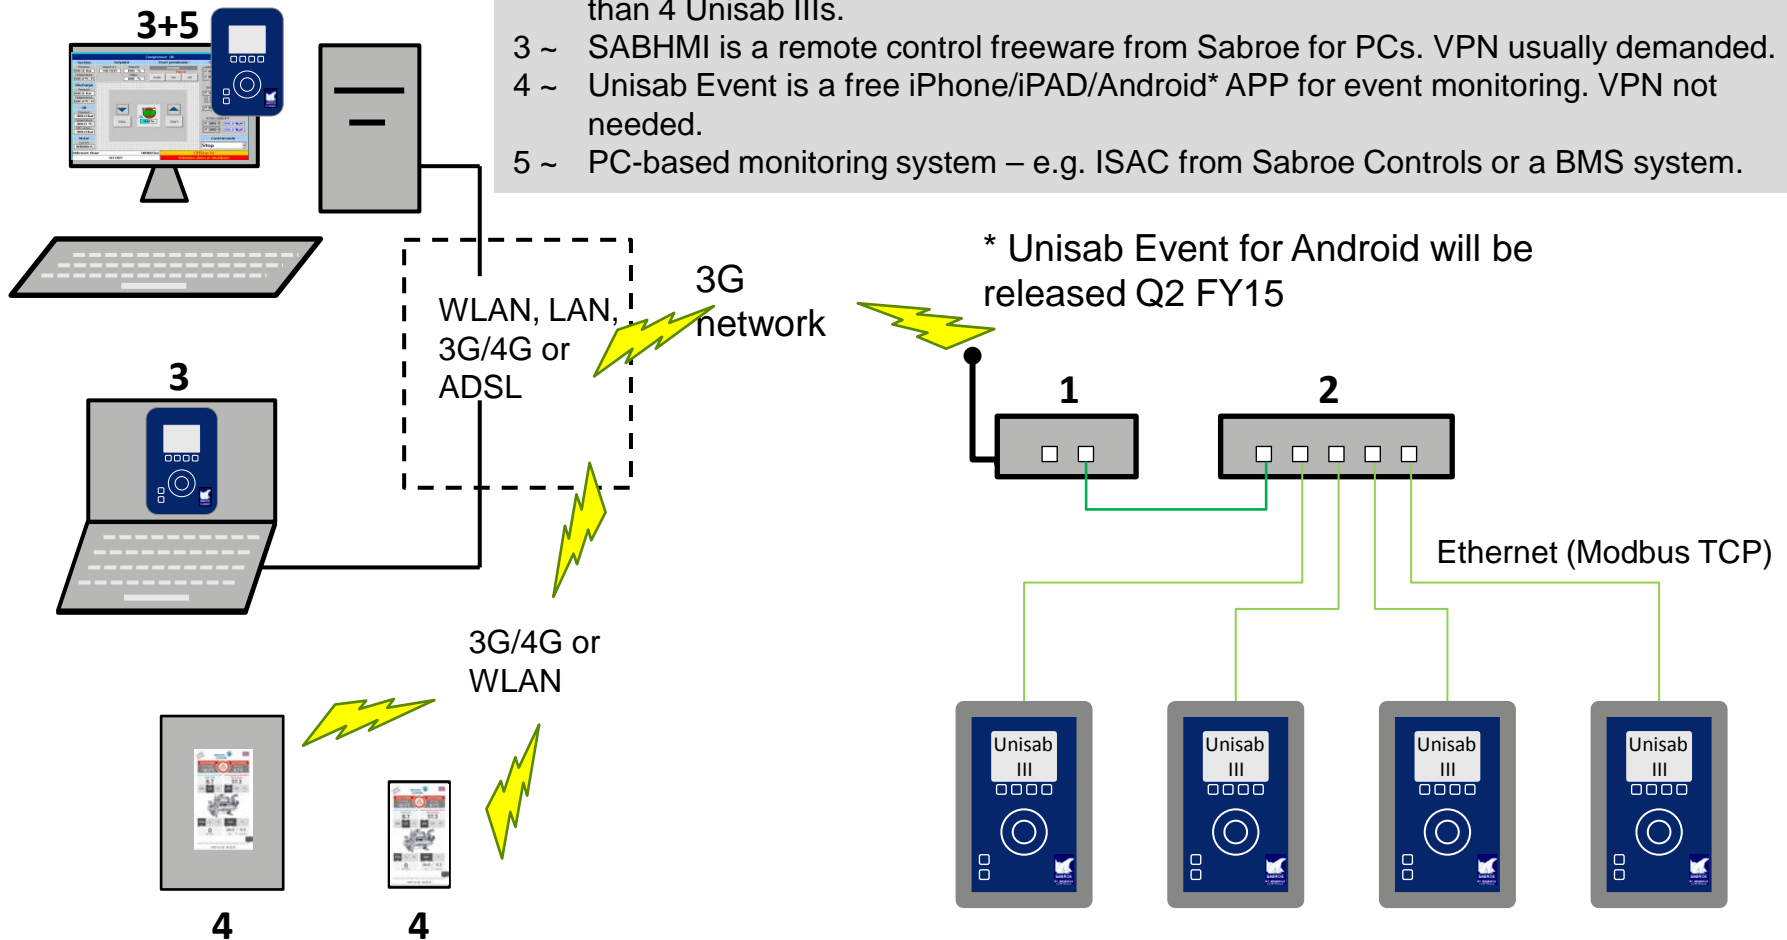 than 4 Unisab IIIs.
3 ~ SABHMI is a remote control freeware from Sabroe for PCs. VPN usually demanded.
4 ~ Unisab Event is a free iPhone/iPAD/Android* APP for event monitoring. VPN not
needed.
5 ~ PC-based monitoring system – e.g. ISAC from Sabroe Controls or a BMS system.
3+5
* Unisab Event for Android will be
released Q2 FY15
3G
network
WLAN, LAN,
3G/4G or
ADSL
3
1
2
Ethernet (Modbus TCP)
3G/4G or
WLAN
Unisab
III
Unisab
III
Unisab
III
Unisab
III
4
4